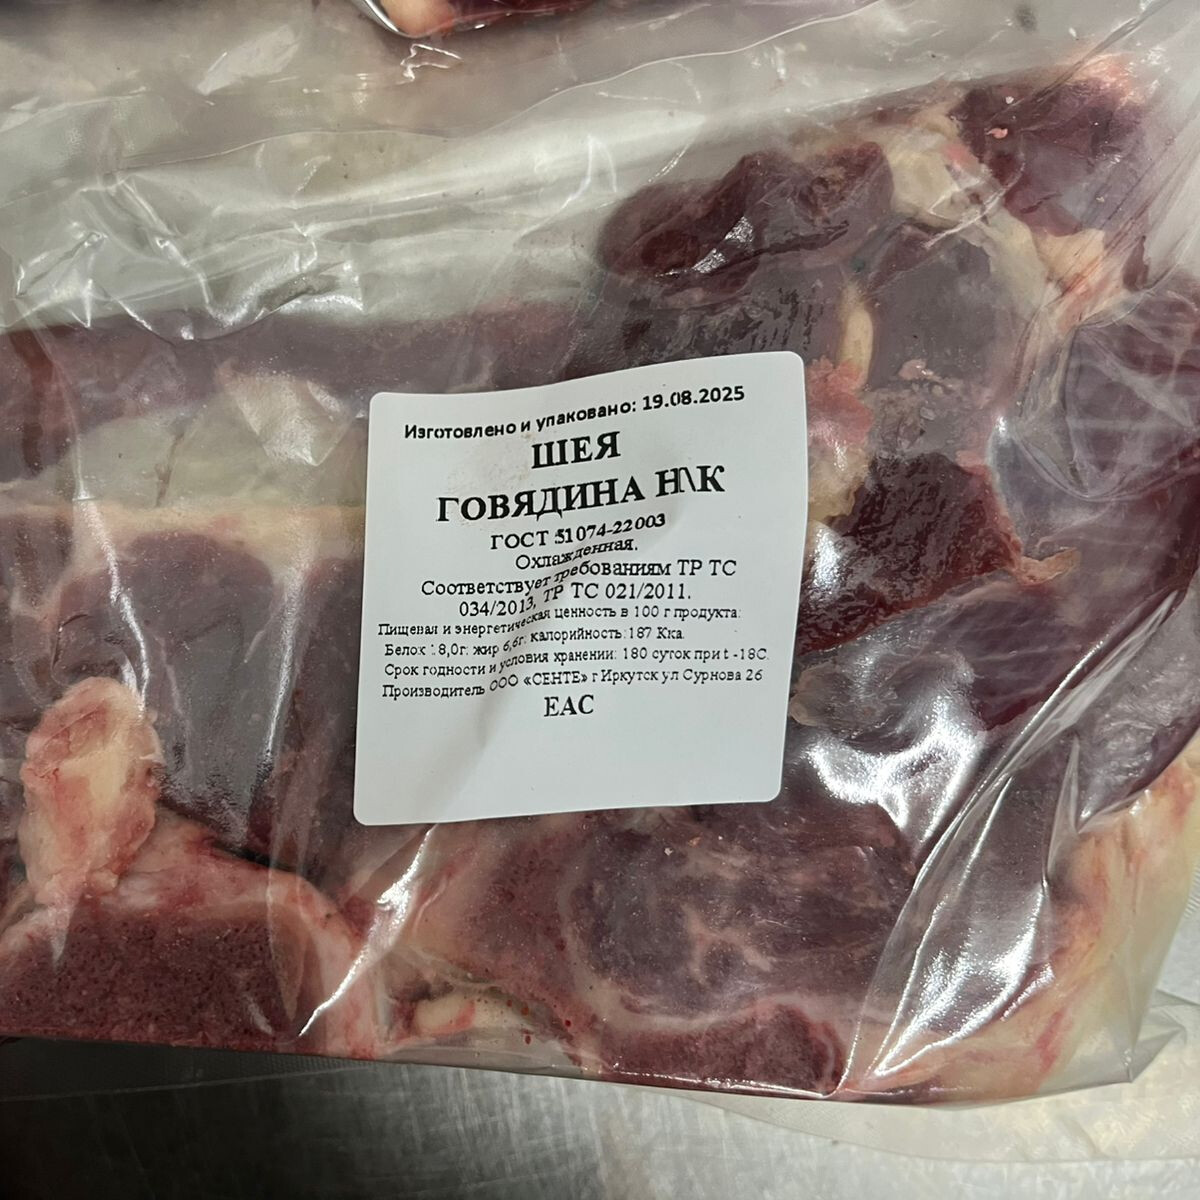 Изготовлено и упаковано: 19.08.2025
ШЕЯ
ГОВЯДИНА Н\К
ГОСТ 51074-22003
Охлажденная.
Соответствует требованиям ТР ТС
034/2013, ТР ТС 021/2011.
Пищевая и энергетическая ценность в 100 г продукта:
Белок 18,0г: жир 6,6г: калорийность:187 Кка.
Срок годности и условия хранении: 180 суток при t -18С.
Производитель ООО «СЕНТЕ» г Иркутск ул Сурнова 26
ЕАС